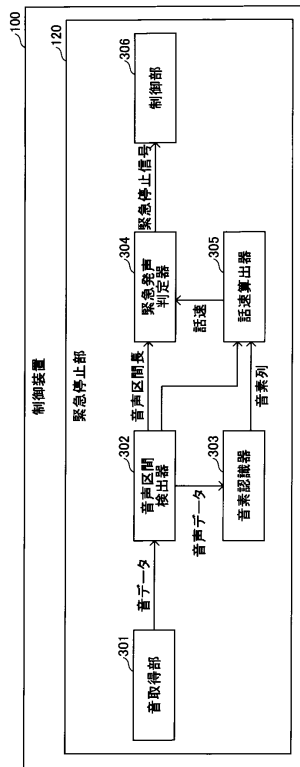 制御装置
100
緊急停止部
120
音取得部
301
音データ
音声区間
検出器
302
音声区間長
音声データ
音素認識器
303
音素列
緊急発声
判定器
304
話速
話速算出器
305
緊急停止信号
制御部
306